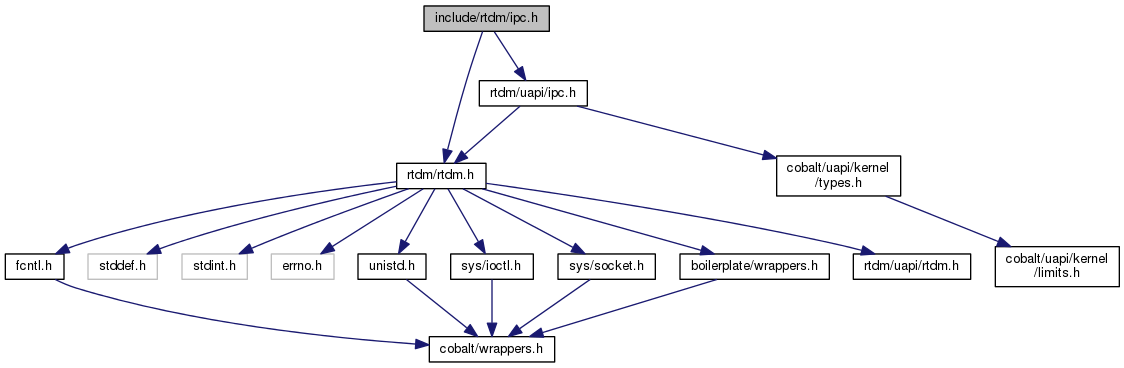 include/rtdm/ipc.h
rtdm/uapi/ipc.h
rtdm/rtdm.h
cobalt/uapi/kernel
/types.h
fcntl.h
stddef.h
stdint.h
errno.h
unistd.h
sys/ioctl.h
sys/socket.h
boilerplate/wrappers.h
rtdm/uapi/rtdm.h
cobalt/uapi/kernel
/limits.h
cobalt/wrappers.h